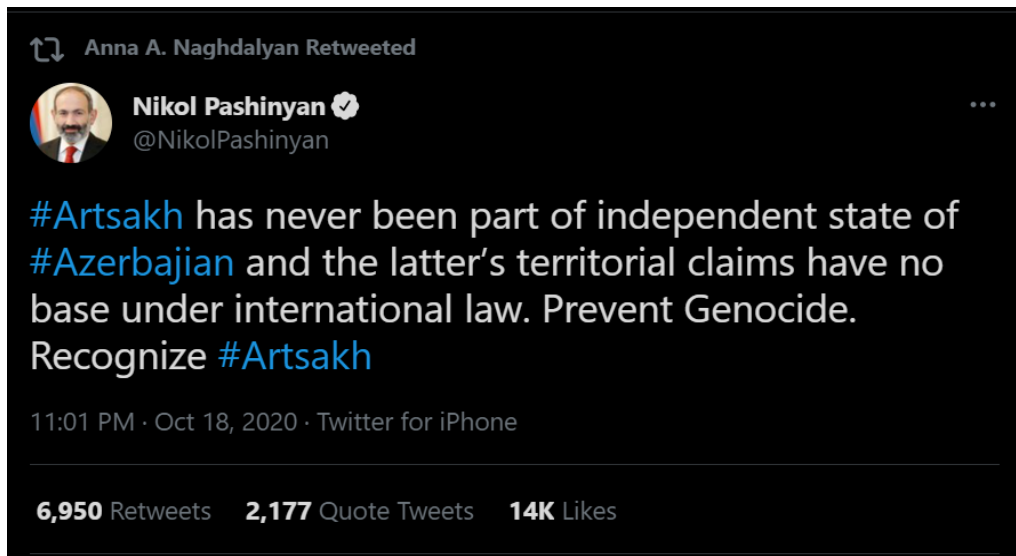 Anna A. Naghdalyan Retweeted
Nikol Pashinyan
@NikolPashinyan
#Artsakh has never been part of independent state of
#Azerbajian and the latter's territorial claims have no
base under international law. Prevent Genocide.
Recognize #Artsakh
11:01 PM · Oct 18, 2020 · Twitter for iPhone
6,950 Retweets 2,177 Quote Tweets 14K Likes